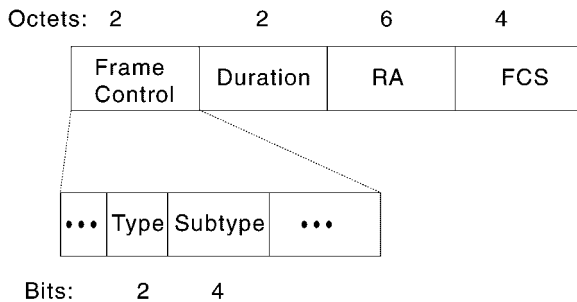 Octets: 2 2 6 4
Frame Control Duration RA FCS
••• Type Subtype •••
Bits: 2 4